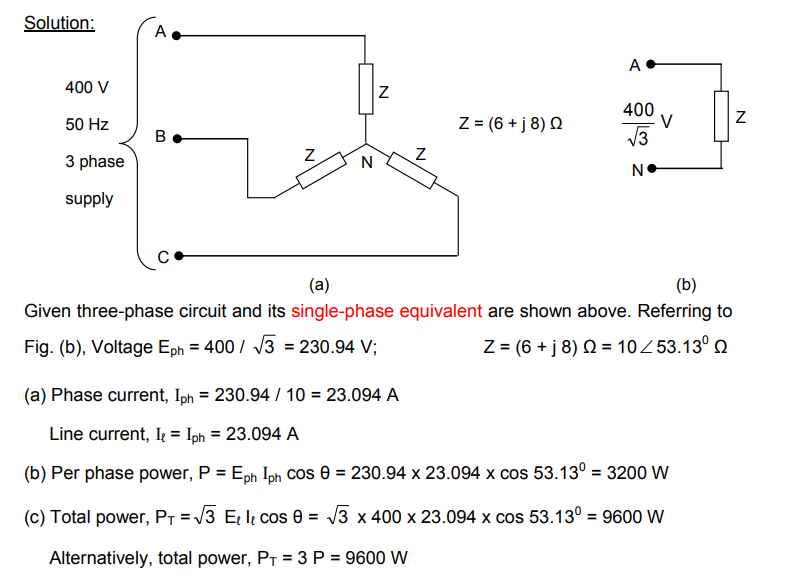 Solution:
A
400 V
50 Hz
3 phase
supply
B
C
Z
Z
N
Z
Z = (6 + j 8) Ω
A
400
√3
V
N
Z
(a)
(b)
Given three-phase circuit and its single-phase equivalent are shown above. Referring to
Fig. (b), Voltage Eph = 400 / √3 = 230.94 V; Z = (6 + j 8) Ω = 10∠53.13⁰ Ω
(a) Phase current, Iph = 230.94 / 10 = 23.094 A
Line current, Iℓ = Iph = 23.094 A
(b) Per phase power, P = Eph Iph cos θ = 230.94 x 23.094 x cos 53.13⁰ = 3200 W
(c) Total power, PT = √3 Eℓ Iℓ cos θ = √3 x 400 x 23.094 x cos 53.13⁰ = 9600 W
Alternatively, total power, PT = 3 P = 9600 W